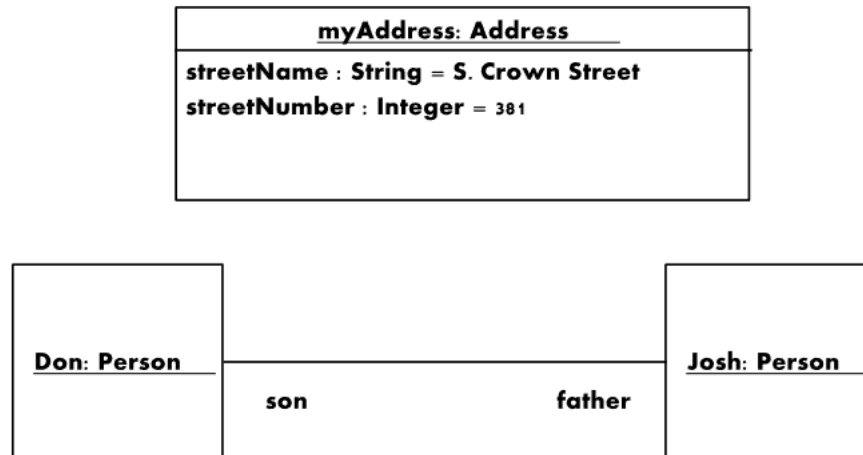 myAddress: Address
streetName : String = S. Crown Street
streetNumber : Integer = 381
Don: Person
Josh: Person
son
father